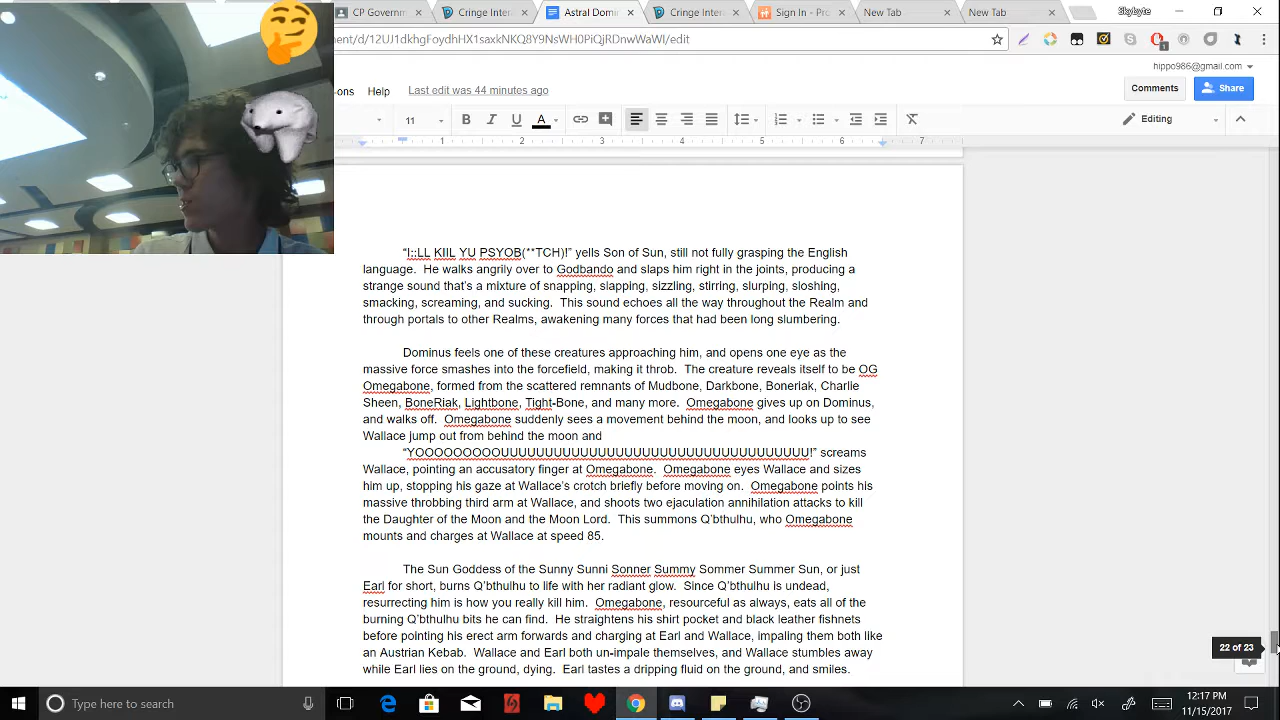 CP Governm
Cringe Inter
Astral Domi
Cringe Inter
Sign In - Pro
New Tab
New Tab
Skybyte
ment/d/12UJ1dkhgFoydhHX1saxkNKQ8Y9NsWH0PiQjRDnwWaWI/edit
hippo986@gmail.com
ons Help Last edit was 44 minutes ago
Comments
Share
11
B I U A
Editing
1 2 3 4 5 6 7
“I::LL KIIL YU PSYOB(**TCH)!” yells Son of Sun, still not fully grasping the English
language. He walks angrily over to Godbando and slaps him right in the joints, producing a
strange sound that’s a mixture of snapping, slapping, sizzling, stirring, slurping, sloshing,
smacking, screaming, and sucking. This sound echoes all the way throughout the Realm and
through portals to other Realms, awakening many forces that had been long slumbering.
Dominus feels one of these creatures approaching him, and opens one eye as the
massive force smashes into the forcefield, making it throb. The creature reveals itself to be OG
Omegabone, formed from the scattered remnants of Mudbone, Darkbone, Bonerlak, Charlie
Sheen, BoneRiak, Lightbone, Tight-Bone, and many more. Omegabone gives up on Dominus,
and walks off. Omegabone suddenly sees a movement behind the moon, and looks up to see
Wallace jump out from behind the moon and
“YOOOOOOOOOUUUUUUUUUUUUUUUUUUUUUUUUUUUUUUUUUU!” screams
Wallace, pointing an accusatory finger at Omegabone. Omegabone eyes Wallace and sizes
him up, stopping his gaze at Wallace’s crotch briefly before moving on. Omegabone points his
massive throbbing third arm at Wallace, and shoots two ejaculation annihilation attacks to kill
the Daughter of the Moon and the Moon Lord. This summons Q’bthulhu, who Omegabone
mounts and charges at Wallace at speed 85.
The Sun Goddess of the Sunny Sunni Sonner Summy Sommer Summer Sun, or just
Earl for short, burns Q’bthulhu to life with her radiant glow. Since Q’bthulhu is undead,
resurrecting him is how you really kill him. Omegabone, resourceful as always, eats all of the
burning Q’bthulhu bits he can find. He straightens his shirt pocket and black leather fishnets
before pointing his erect arm forwards and charging at Earl and Wallace, impaling them both like
an Austrian Kebab. Wallace and Earl both un-impale themselves, and Wallace stumbles away
while Earl lies on the ground, dying. Earl tastes a dripping fluid on the ground, and smiles.
22 of 23
Type here to search
12:17 PM
11/15/2017